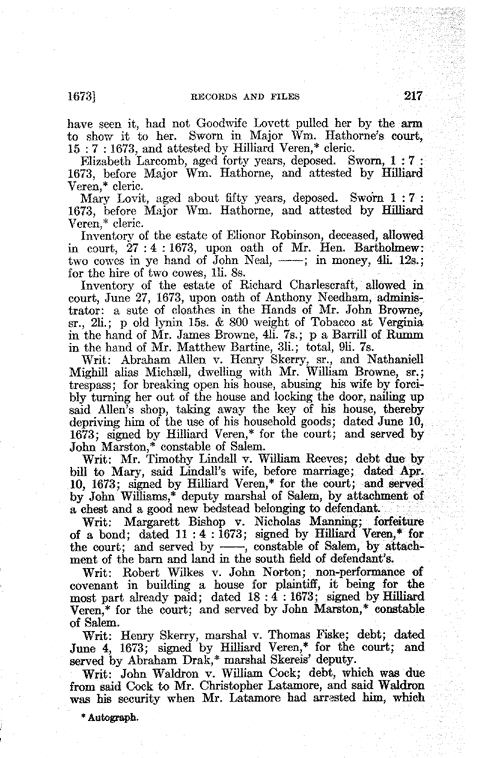 1673] RECORDS AND FILES 217
have seen it, had not Goodwife Lovett pulled her by the arm
to show it to her. Sworn in Major Wm. Hathorne's court,
15 : 7 : 1673, and attested by Hilliard Veren,* cleric.
Elizabeth Larcomb, aged forty years, deposed. Sworn, 1 : 7 :
1673, before Major Wm. Hathorne, and attested by Hilliard
Veren,* cleric.
Mary Lovit, aged about fifty years, deposed. Sworn 1 : 7 :
1673, before Major Wm. Hathorne, and attested by Hilliard
Veren,* cleric.
Inventory of the estate of Elionor Robinson, deceased, allowed
in court, 27 : 4 : 1673, upon oath of Mr. Hen. Bartholmew:
two cowes in ye hand of John Neal, ——; in money, 4li. 12s.;
for the hire of two cowes, 1li. 8s.
Inventory of the estate of Richard Charlescraft, allowed in
court, June 27, 1673, upon oath of Anthony Needham, adminis-
trator: a sute of cloathes in the Hands of Mr. John Browne,
sr., 2li.; p old lynin 15s. & 800 weight of Tobacco at Verginia
in the hand of Mr. James Browne, 4li. 7s.; p a Barrill of Rumm
in the hand of Mr. Matthew Bartine, 3li.; total, 9li. 7s.
Writ: Abraham Allen v. Henry Skerry, sr., and Nathaniell
Mighill alias Michæll, dwelling with Mr. William Browne, sr.;
trespass; for breaking open his house, abusing his wife by forci-
bly turning her out of the house and locking the door, nailing up
said Allen's shop, taking away the key of his house, thereby
depriving him of the use of his household goods; dated June 10,
1673; signed by Hilliard Veren,* for the court; and served by
John Marston,* constable of Salem.
Writ: Mr. Timothy Lindall v. William Reeves; debt due by
bill to Mary, said Lindall's wife, before marriage; dated Apr.
10, 1673; signed by Hilliard Veren,* for the court; and served
by John Williams,* deputy marshal of Salem, by attachment of
a chest and a good new bedstead belonging to defendant.
Writ: Margarett Bishop v. Nicholas Manning; forfeiture
of a bond; dated 11 : 4 : 1673; signed by Hilliard Veren,* for
the court; and served by ——, constable of Salem, by attach-
ment of the barn and land in the south field of defendant's.
Writ: Robert Wilkes v. John Norton; non-performance of
covenant in building a house for plaintiff, it being for the
most part already paid; dated 18 : 4 : 1673; signed by Hilliard
Veren,* for the court; and served by John Marston,* constable
of Salem.
Writ: Henry Skerry, marshal v. Thomas Fiske; debt; dated
June 4, 1673; signed by Hilliard Veren,* for the court; and
served by Abraham Drak,* marshal Skereis' deputy.
Writ: John Waldron v. William Cock; debt, which was due
from said Cock to Mr. Christopher Latamore, and said Waldron
was his security when Mr. Latamore had arrested him, which
* Autograph.